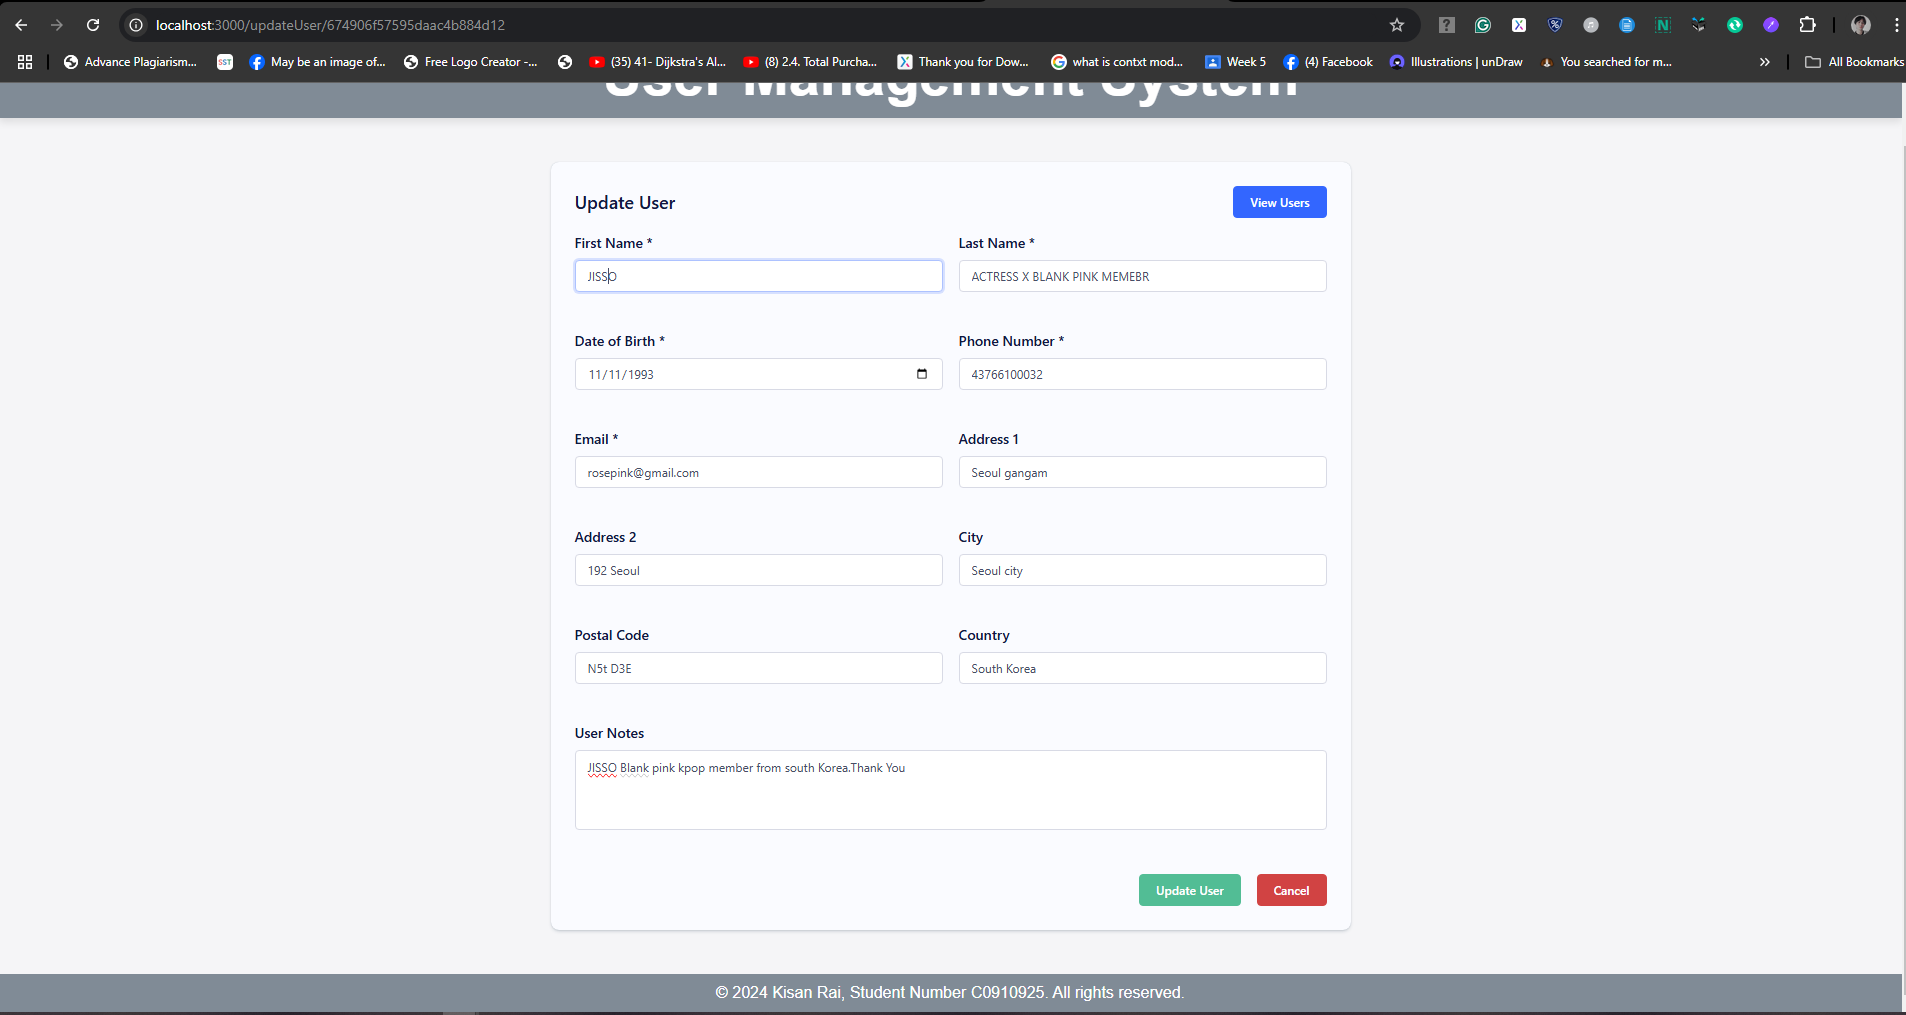 localhost:3000/updateUser/674906f57595daac4b884d12
Advance Plagiarism... SST May be an image of... Free Logo Creator -... (35) 41- Dijkstra's Al... (8) 2.4. Total Purcha... Thank you for Dow... what is contxt mod... Week 5 (4) Facebook Illustrations | unDraw You searched for m... » All Bookmarks
User Management System
Update User View Users
First Name * Last Name *
JISSO ACTRESS X BLANK PINK MEMEBR
Date of Birth * Phone Number *
11/11/1993 43766100032
Email * Address 1
rosepink@gmail.com Seoul gangam
Address 2 City
192 Seoul Seoul city
Postal Code Country
N5t D3E South Korea
User Notes
JISSO Blank pink kpop member from south Korea.Thank You
Update User Cancel
© 2024 Kisan Rai, Student Number C0910925. All rights reserved.